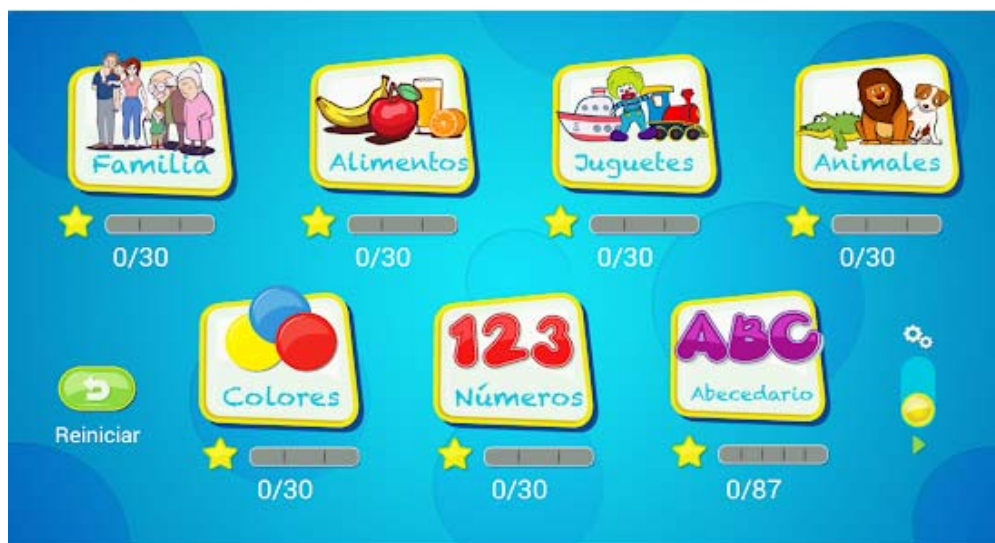 Familia
Alimentos
Juguetes
Animales
0/30
0/30
0/30
0/30
123
ABC
Colores
Números
Abecedario
Reiniciar
0/30
0/30
0/87